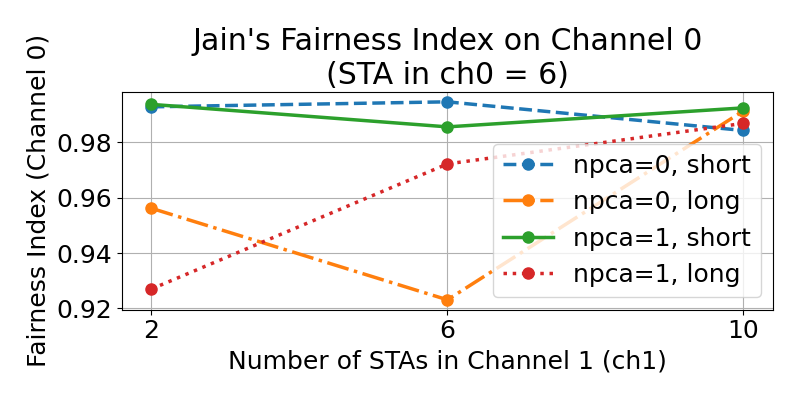 Jain's Fairness Index on Channel 0
(STA in ch0 = 6)
Fairness Index (Channel 0)
0.98
0.96
0.94
0.92
npca=0, short
npca=0, long
npca=1, short
npca=1, long
2
6
10
Number of STAs in Channel 1 (ch1)